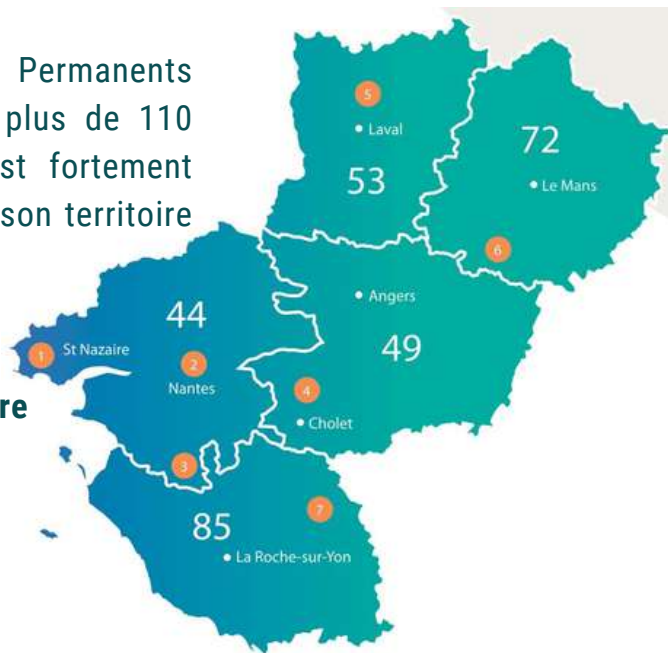 Permanents
plus de 110
st fortement
son territoire
re
5
Laval
53
72
Le Mans
6
44
1
St Nazaire
2
Nantes
Angers
49
4
Cholet
3
85
7
La Roche-sur-Yon